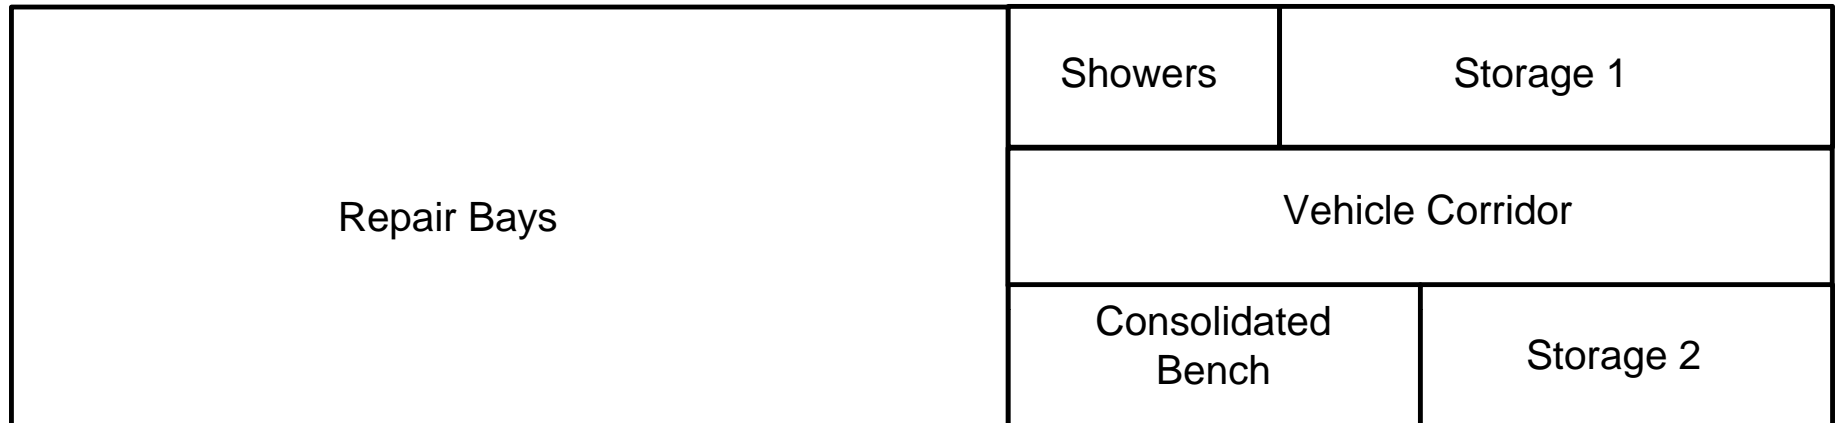 Showers
Storage 1
Repair Bays
Vehicle Corridor
Consolidated
Bench
Storage 2